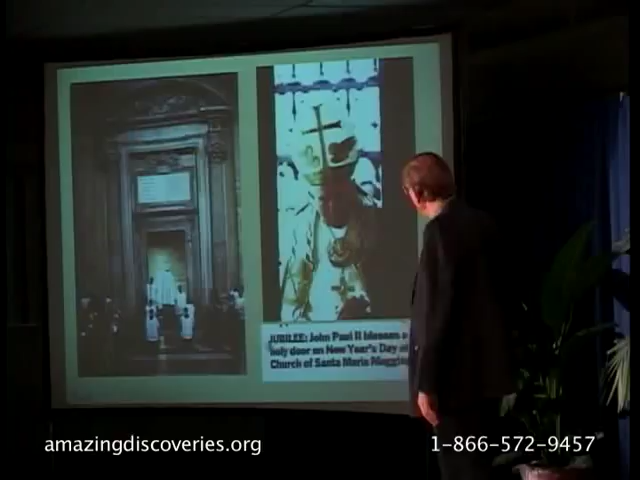 JUBILEE: John Paul II blesses a
holy door on New Year's Day at
Church of Santa Maria Maggiore
amazingdiscoveries.org
1-866-572-9457